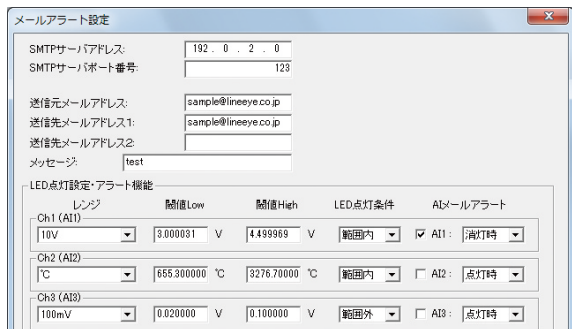 メールアラート設定
SMTPサーバアドレス: 192 . 0 . 2 . 0
SMTPサーバポート番号: 123
送信元メールアドレス: sample@lineeye.co.jp
送信先メールアドレス1: sample@lineeye.co.jp
送信先メールアドレス2:
メッセージ: test
LED点灯設定・アラート機能
レンジ 閾値Low 閾値High LED点灯条件 AIメールアラート
Ch1 (AI1)
10V 3.000031 V 4.499969 V 範囲内 AI1 : 消灯時
Ch2 (AI2)
℃ 655.300000 ℃ 3276.70000 ℃ 範囲内 AI2 : 点灯時
Ch3 (AI3)
100mV 0.020000 V 0.100000 V 範囲外 AI3 : 点灯時